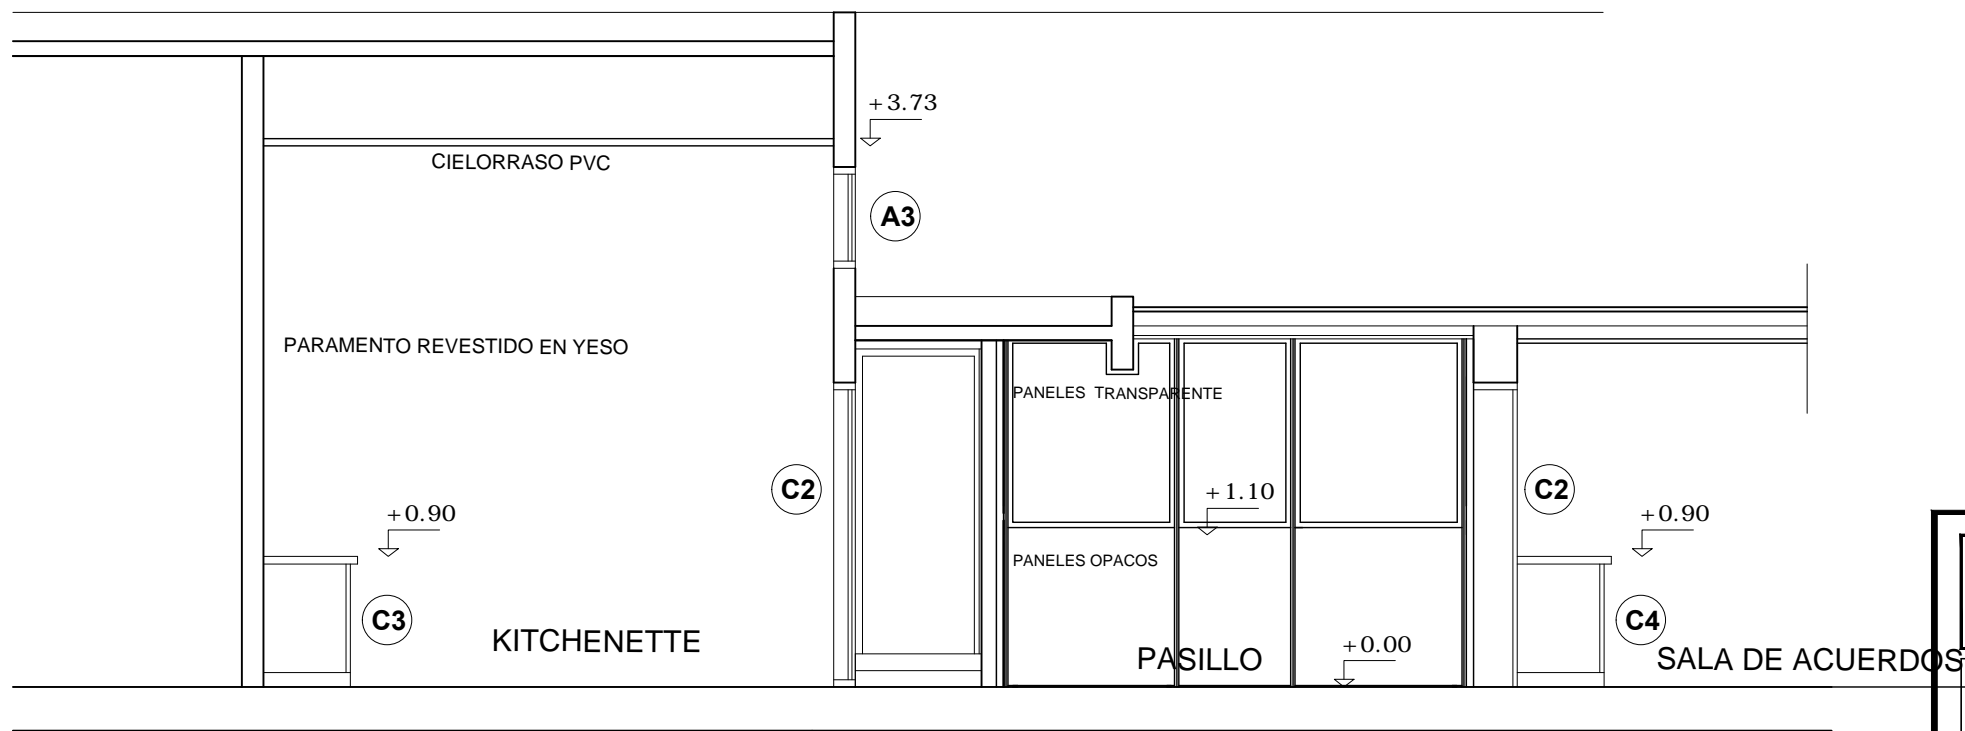 +3.73
CIELORRASO PVC
A3
PARAMENTO REVESTIDO EN YESO
PANELES TRANSPARENTE
C2
+1.10
C2
+0.90
+0.90
PANELES OPACOS
C3
C4
KITCHENETTE
+0.00
PASILLO
SALA DE ACUERDOS